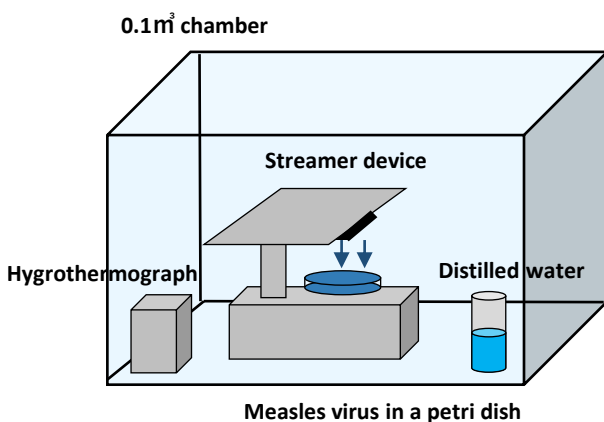 0.1㎥ chamber
Streamer device
Hygrothermograph
Distilled water
Measles virus in a petri dish